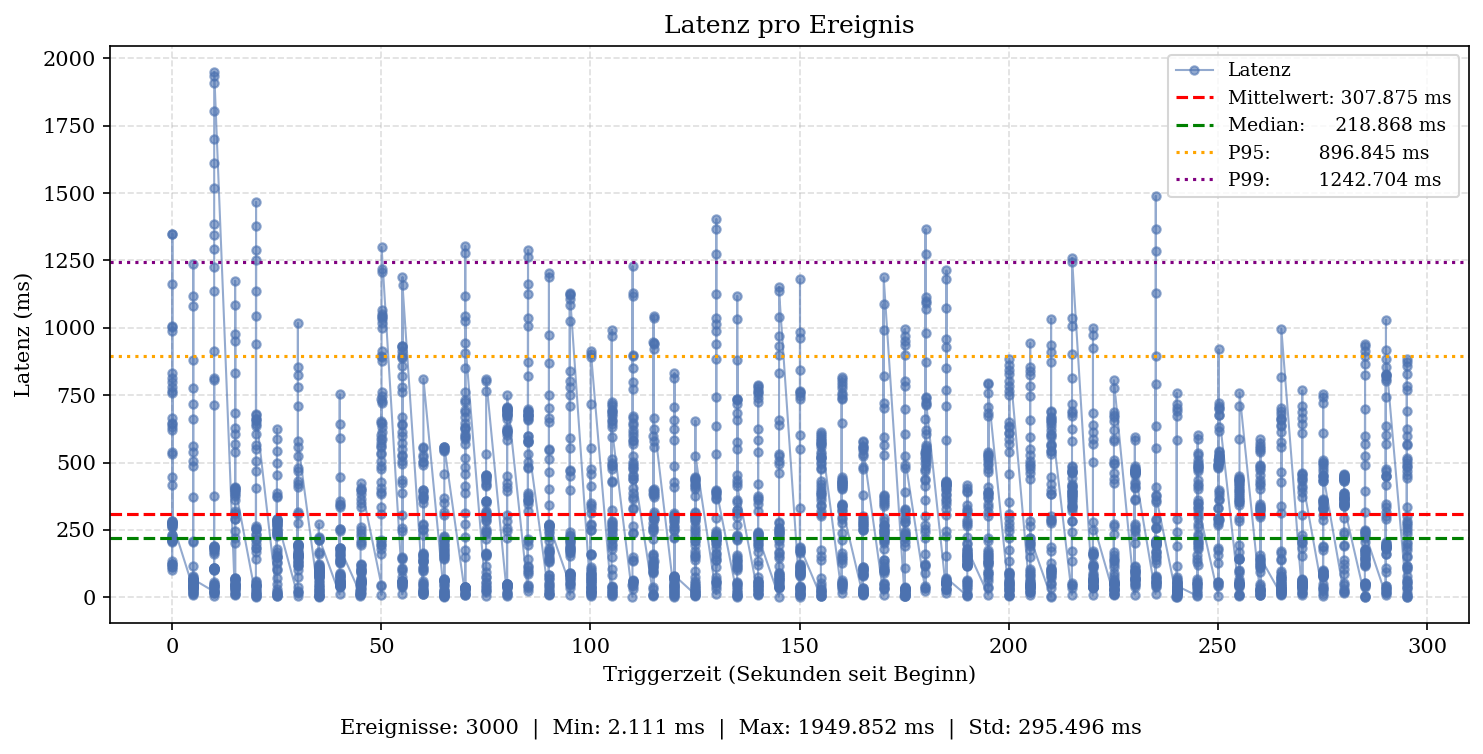 Latenz pro Ereignis
Latenz (ms)
2000
1750
1500
1250
1000
750
500
250
0
Latenz
Mittelwert: 307.875 ms
Median: 218.868 ms
P95: 896.845 ms
P99: 1242.704 ms
0 50 100 150 200 250 300
Triggerzeit (Sekunden seit Beginn)
Ereignisse: 3000 | Min: 2.111 ms | Max: 1949.852 ms | Std: 295.496 ms